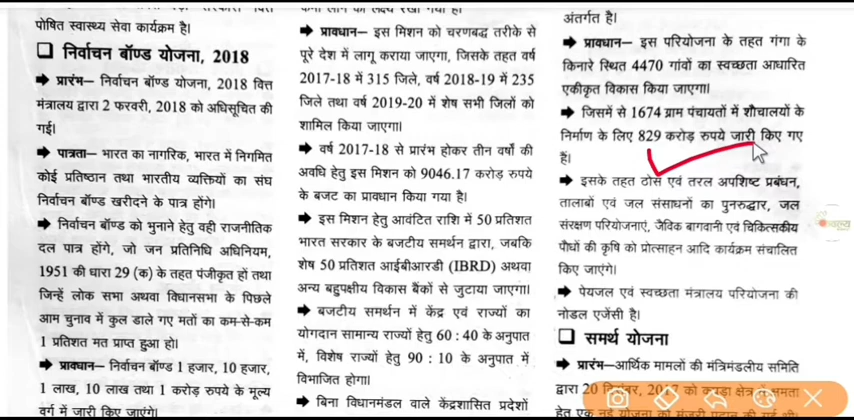 पोषित स्वास्थ्य सेवा कार्यक्रम है।
निर्वाचन बॉण्ड योजना, 2018
प्रारंभ— निर्वाचन बॉण्ड योजना, 2018 वित्त
मंत्रालय द्वारा 2 फरवरी, 2018 को अधिसूचित की
गई।
पात्रता— भारत का नागरिक, भारत में निगमित
कोई प्रतिष्ठान तथा भारतीय व्यक्तियों का संघ
निर्वाचन बॉण्ड खरीदने के पात्र होंगे।
निर्वाचन बॉण्ड को भुनाने हेतु वही राजनीतिक
दल पात्र होंगे, जो जन प्रतिनिधि अधिनियम,
1951 की धारा 29 (क) के तहत पंजीकृत हों तथा
जिन्हें लोक सभा अथवा विधानसभा के पिछले
आम चुनाव में कुल डाले गए मतों का कम-से-कम
1 प्रतिशत मत प्राप्त हुआ हो।
प्रावधान— निर्वाचन बॉण्ड 1 हजार, 10 हजार,
1 लाख, 10 लाख तथा 1 करोड़ रुपये के मूल्य
वर्ग में जारी किए जाएंगे।
प्रावधान— इस मिशन को चरणबद्ध तरीके से
पूरे देश में लागू कराया जाएगा, जिसके तहत वर्ष
2017-18 में 315 जिले, वर्ष 2018-19 में 235
जिले तथा वर्ष 2019-20 में शेष सभी जिलों को
शामिल किया जाएगा।
वर्ष 2017-18 से प्रारंभ होकर तीन वर्षों की
अवधि हेतु इस मिशन को 9046.17 करोड़ रुपये
के बजट का प्रावधान किया गया है।
इस मिशन हेतु आवंटित राशि में 50 प्रतिशत
भारत सरकार के बजटीय समर्थन द्वारा, जबकि
शेष 50 प्रतिशत आईबीआरडी (IBRD) अथवा
अन्य बहुपक्षीय विकास बैंकों से जुटाया जाएगा।
बजटीय समर्थन में केंद्र एवं राज्यों का
योगदान सामान्य राज्यों हेतु 60 : 40 के अनुपात
में, विशेष राज्यों हेतु 90 : 10 के अनुपात में
विभाजित होगा।
बिना विधानमंडल वाले केंद्रशासित प्रदेशों
अंतर्गत है।
प्रावधान— इस परियोजना के तहत गंगा के
किनारे स्थित 4470 गांवों का स्वच्छता आधारित
एकीकृत विकास किया जाएगा।
जिसमें से 1674 ग्राम पंचायतों में शौचालयों के
निर्माण के लिए 829 करोड़ रुपये जारी किए गए
हैं।
इसके तहत ठोस एवं तरल अपशिष्ट प्रबंधन,
तालाबों एवं जल संसाधनों का पुनरुद्धार, जल
संरक्षण परियोजनाएं, जैविक बागवानी एवं चिकित्सकीय
पौधों की कृषि को प्रोत्साहन आदि कार्यक्रम संचालित
किए जाएंगे।
पेयजल एवं स्वच्छता मंत्रालय परियोजना की
नोडल एजेंसी है।
समर्थ योजना
प्रारंभ—आर्थिक मामलों की मंत्रिमंडलीय समिति
द्वारा 20 2017 को क्षेत्र में क्षमता
हेतु एक नई योजना को मंजूरी प्रदान की गई थी।